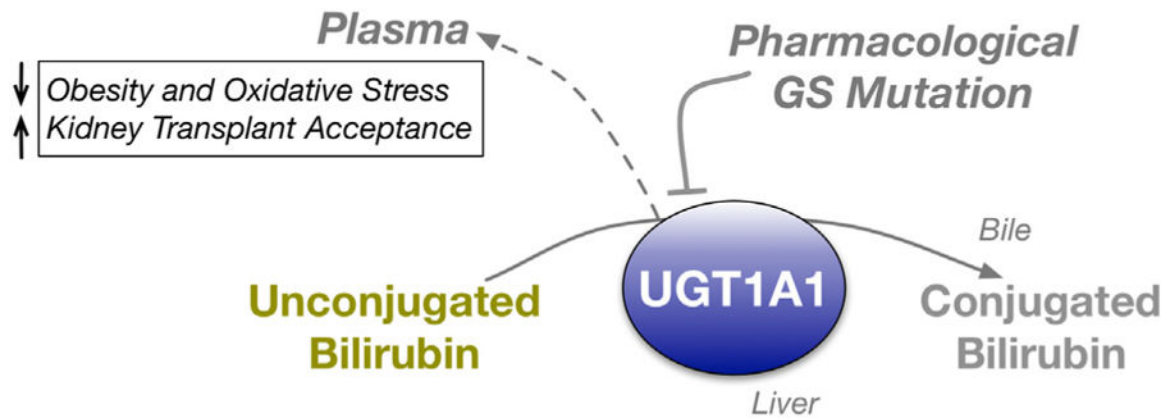 Plasma
Pharmacological
GS Mutation
Obesity and Oxidative Stress
Kidney Transplant Acceptance
Bile
UGT1A1
Unconjugated
Bilirubin
Conjugated
Bilirubin
Liver